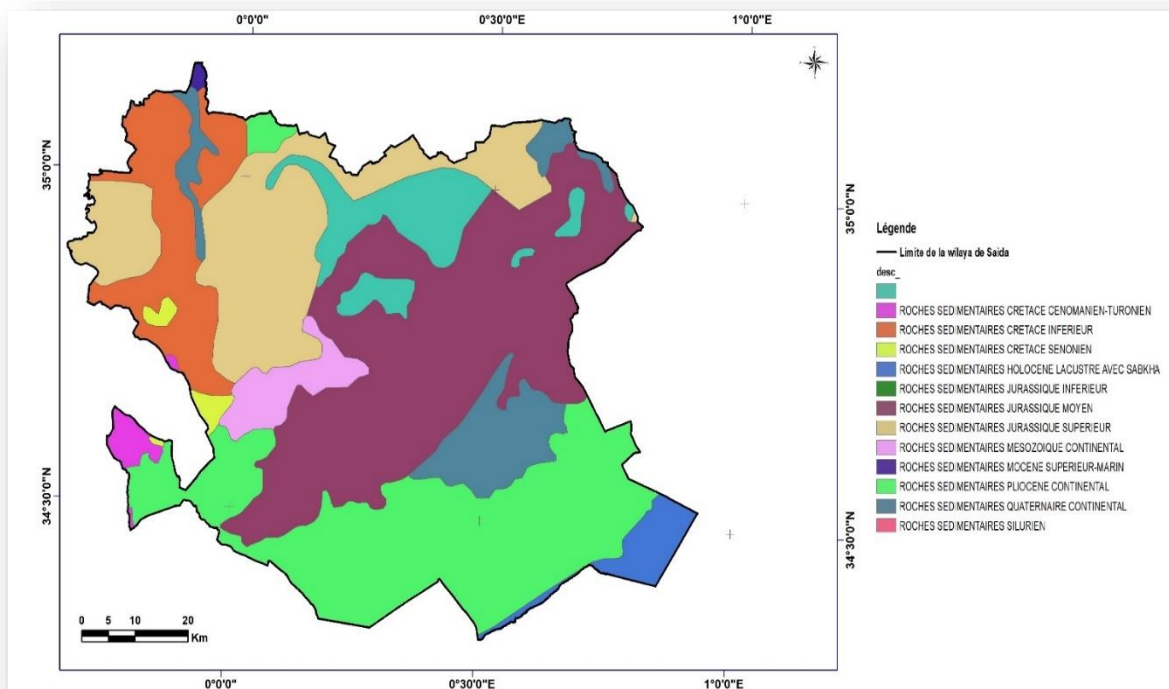 0°0'0"
0°30'0"E
1°0'0"E
35°0'0"N
35°0'0"N
34°30'0"N
34°30'0"N
Légende
Limite de la wilaya de Saida
desc_
ROCHES SEDIMENTAIRES CRETACE CENOMANIEN-TURONIEN
ROCHES SEDIMENTAIRES CRETACE INFERIEUR
ROCHES SEDIMENTAIRES CRETACE SENONIEN
ROCHES SEDIMENTAIRES HOLOCENE LACUSTRE AVEC SABKHA
ROCHES SEDIMENTAIRES JURASSIQUE INFERIEUR
ROCHES SEDIMENTAIRES JURASSIQUE MOYEN
ROCHES SEDIMENTAIRES JURASSIQUE SUPERIEUR
ROCHES SEDIMENTAIRES MESOZOIQUE CONTINENTAL
ROCHES SEDIMENTAIRES MIOCENE SUPERIEUR-MARIN
ROCHES SEDIMENTAIRES PLIOCENE CONTINENTAL
ROCHES SEDIMENTAIRES QUATERNAIRE CONTINENTAL
ROCHES SEDIMENTAIRES SILURIEN
0 5 10 20
Km
0°0'0"E
0°30'0"E
1°0'0"E